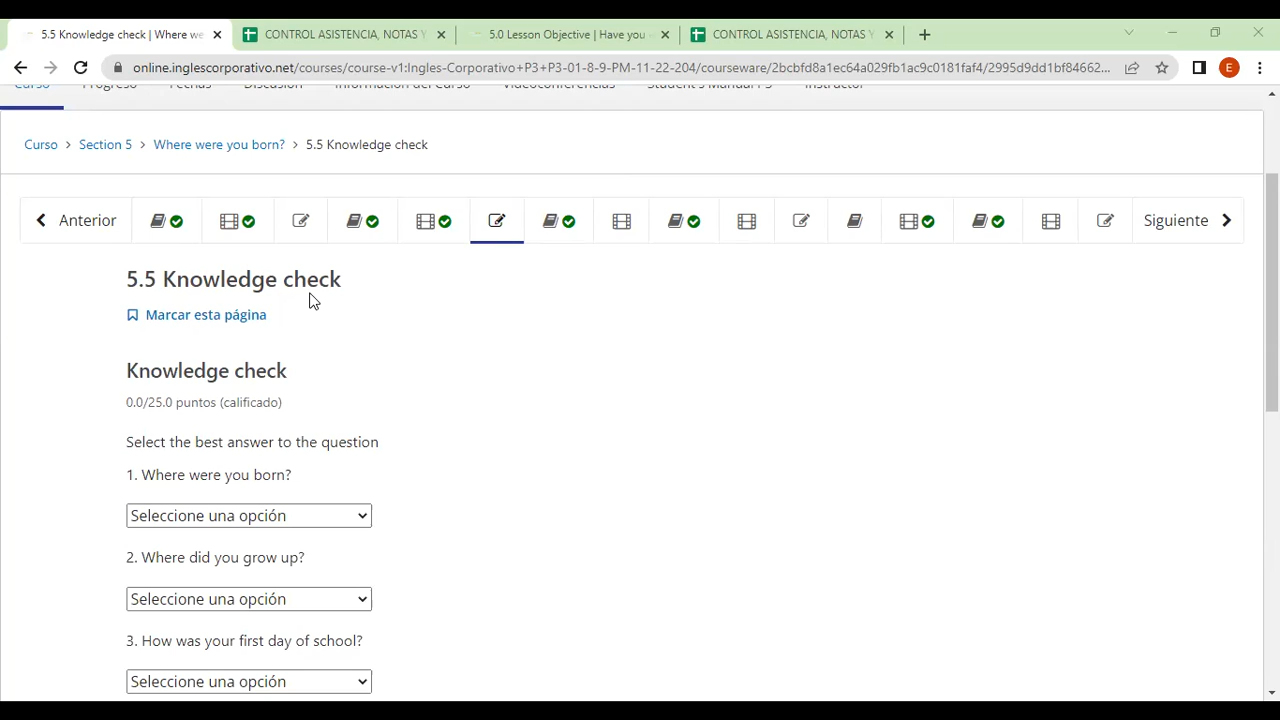 5.5 Knowledge check | Where we
CONTROL ASISTENCIA, NOTAS Y
5.0 Lesson Objective | Have you
CONTROL ASISTENCIA, NOTAS Y
online.inglescorporativo.net/courses/course-v1:Ingles-Corporativo+P3+P3-01-8-9-PM-11-22-204/courseware/2bcbfd8a1ec64a029fb1ac9c0181faf4/2995d9dd1bf84662...
E
Curso Progreso Fechas Discusión Información del Curso Videoconferencias Student's Manual P3 Instructor
Curso > Section 5 > Where were you born? > 5.5 Knowledge check
Anterior
Siguiente
5.5 Knowledge check
Marcar esta página
Knowledge check
0.0/25.0 puntos (calificado)
Select the best answer to the question
1. Where were you born?
Seleccione una opción
2. Where did you grow up?
Seleccione una opción
3. How was your first day of school?
Seleccione una opción